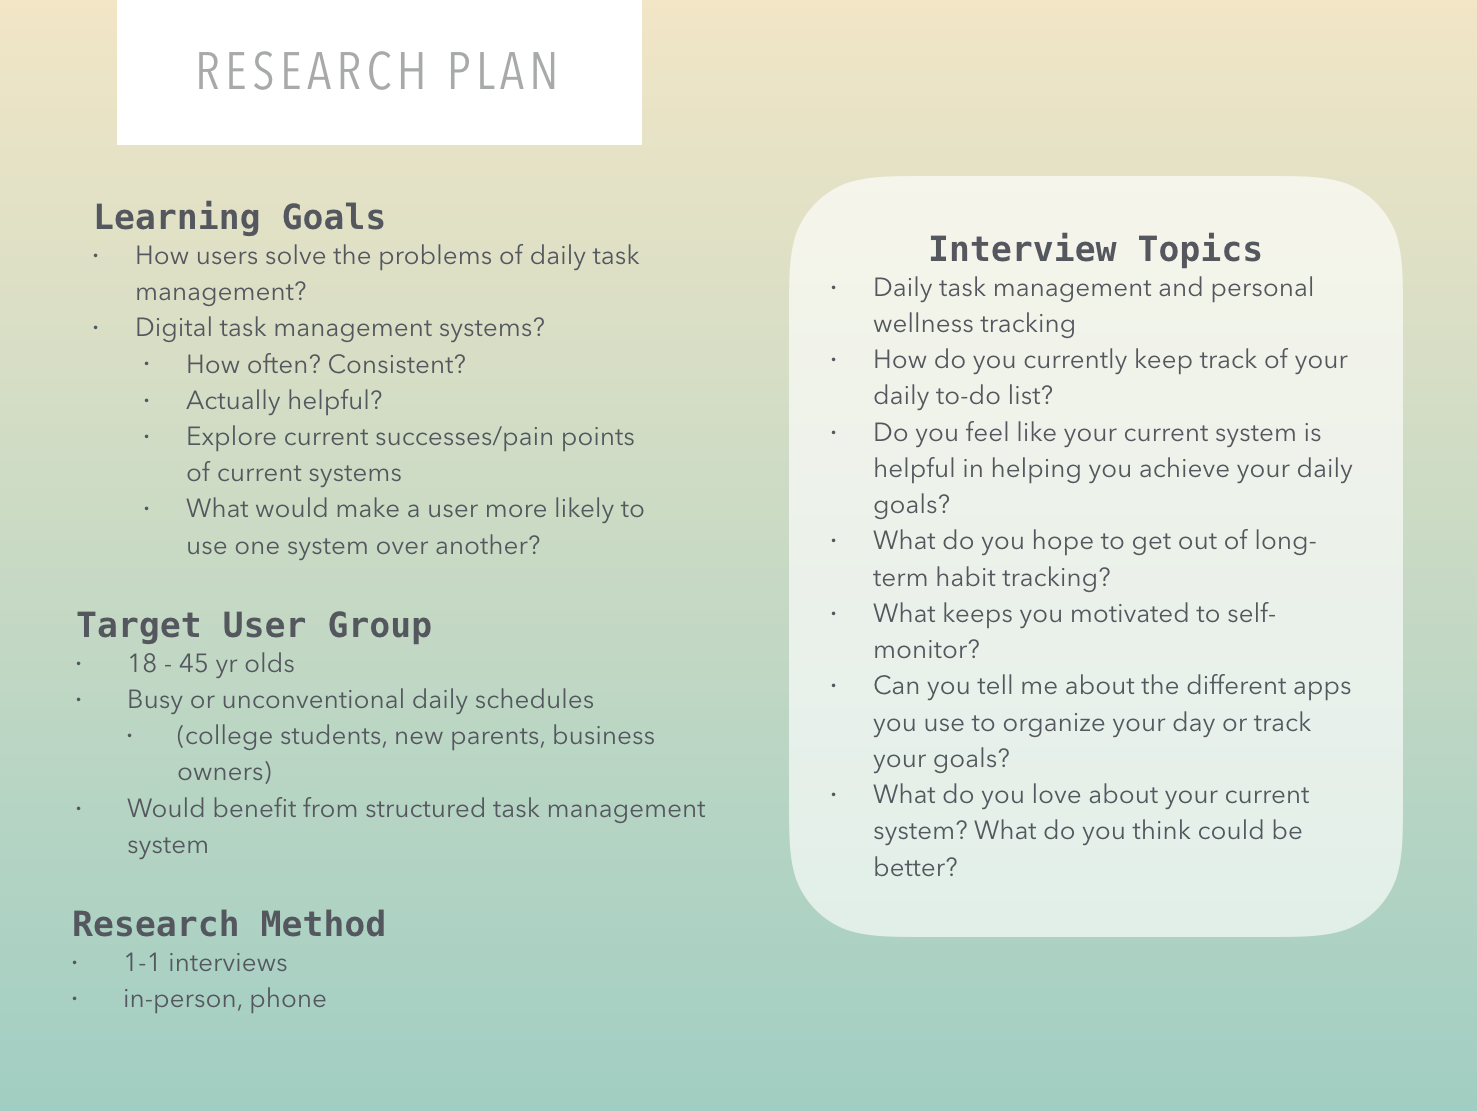 RESEARCH PLAN
Learning Goals
· How users solve the problems of daily task
management?
· Digital task management systems?
· How often? Consistent?
· Actually helpful?
· Explore current successes/pain points
of current systems
· What would make a user more likely to
use one system over another?
Target User Group
· 18 - 45 yr olds
· Busy or unconventional daily schedules
· (college students, new parents, business
owners)
· Would benefit from structured task management
system
Research Method
· 1-1 interviews
· in-person, phone
Interview Topics
· Daily task management and personal
wellness tracking
· How do you currently keep track of your
daily to-do list?
· Do you feel like your current system is
helpful in helping you achieve your daily
goals?
· What do you hope to get out of long-
term habit tracking?
· What keeps you motivated to self-
monitor?
· Can you tell me about the different apps
you use to organize your day or track
your goals?
· What do you love about your current
system? What do you think could be
better?